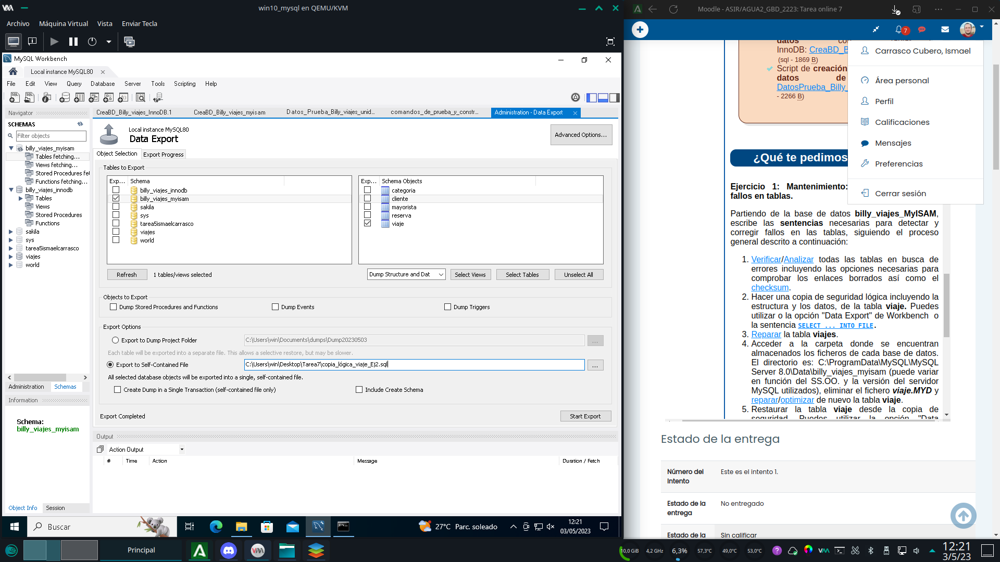 win10_mysql en QEMU/KVM
Archivo Máquina Virtual Vista Enviar Tecla
MySQL Workbench
Local instance MySQL80
File Edit View Query Database Server Tools Scripting Help
Navigator
SCHEMAS
Filter objects
billy_viajes_myisam
Tables fetching...
Views fetching...
Stored Procedures fet
Functions fetching...
billy_viajes_innodb
Tables
Views
Stored Procedures
Functions
sakila
sys
tarea5ismaelcarrasco
viajes
world
Administration Schemas
Information
Schema:
billy_viajes_myisam
Object Info Session
CreaBD_Billy_viajes_InnoDB.1 CreaBD_Billy_viajes_myisam Datos_Prueba_Billy_viajes_unid... comandos_de_prueba_y_constr... Administration - Data Export
Local instance MySQL80
Data Export
Advanced Options...
Object Selection Export Progress
Tables to Export
Exp... Schema
billy_viajes_innodb
billy_viajes_myisam
sakila
sys
tarea5ismaelcarrasco
viajes
world
Exp... Schema Objects
categoria
cliente
mayorista
reserva
viaje
Refresh 1 tables/views selected Dump Structure and Dat Select Views Select Tables Unselect All
Objects to Export
Dump Stored Procedures and Functions Dump Events Dump Triggers
Export Options
Export to Dump Project Folder C:\Users\win\Documents\dumps\Dump20230503 ...
Each table will be exported into a separate file. This allows a selective restore, but may be slower.
Export to Self-Contained File C:\Users\win\Desktop\Tarea7\copia_lógica_viaje_Ej2.sql ...
All selected database objects will be exported into a single, self-contained file.
Create Dump in a Single Transaction (self-contained file only) Include Create Schema
Export Completed Start Export
Output
Action Output
# Time Action Message Duration / Fetch
Buscar
27°C Parc. soleado
12:21
03/05/2023
Moodle - ASIR/AGUA2_GBD_2223: Tarea online 7
7
datos co
InnoDB: CreaBD_B
(sql - 1869 B)
Script de creación
datos de
DatosPrueba_Billy_
- 2266 B)
Carrasco Cubero, Ismael
Área personal
Perfil
Calificaciones
Mensajes
Preferencias
Cerrar sesión
¿Qué te pedimos
Ejercicio 1: Mantenimiento:
fallos en tablas.
Partiendo de la base de datos billy_viajes_MyISAM,
escribe las sentencias necesarias para detectar y
corregir fallos en las tablas, siguiendo el proceso
general descrito a continuación:
1. Verificar/Analizar todas las tablas en busca de
errores incluyendo las opciones necesarias para
comprobar los enlaces borrados así como el
checksum.
2. Hacer una copia de seguridad lógica incluyendo la
estructura y los datos, de la tabla viaje. Puedes
utilizar o la opción "Data Export" de Workbench o
la sentencia SELECT ... INTO FILE.
3. Reparar la tabla viajes.
4. Acceder a la carpeta donde se encuentran
almacenados los ficheros de cada base de datos.
El directorio es: C:\ProgramData\MySQL\MySQL
Server 8.0\Data\billy_viajes_myisam (puede variar
en función del SS.OO. y la versión del servidor
MySQL utilizados), eliminar el fichero viaje.MYD y
reparar/optimizar de nuevo la tabla viaje.
5. Restaurar la tabla viaje desde la copia de
seguridad. Puedes utilizar la opción "Data
Estado de la entrega
Número del
intento
Este es el intento 1.
Estado de la
entrega
No entregado
Estado de la
Sin calificar
Principal
10,0 GiB 4,2 GHz 6,3% 57,3°C 49,0°C 53,0°C
12:21
3/5/23